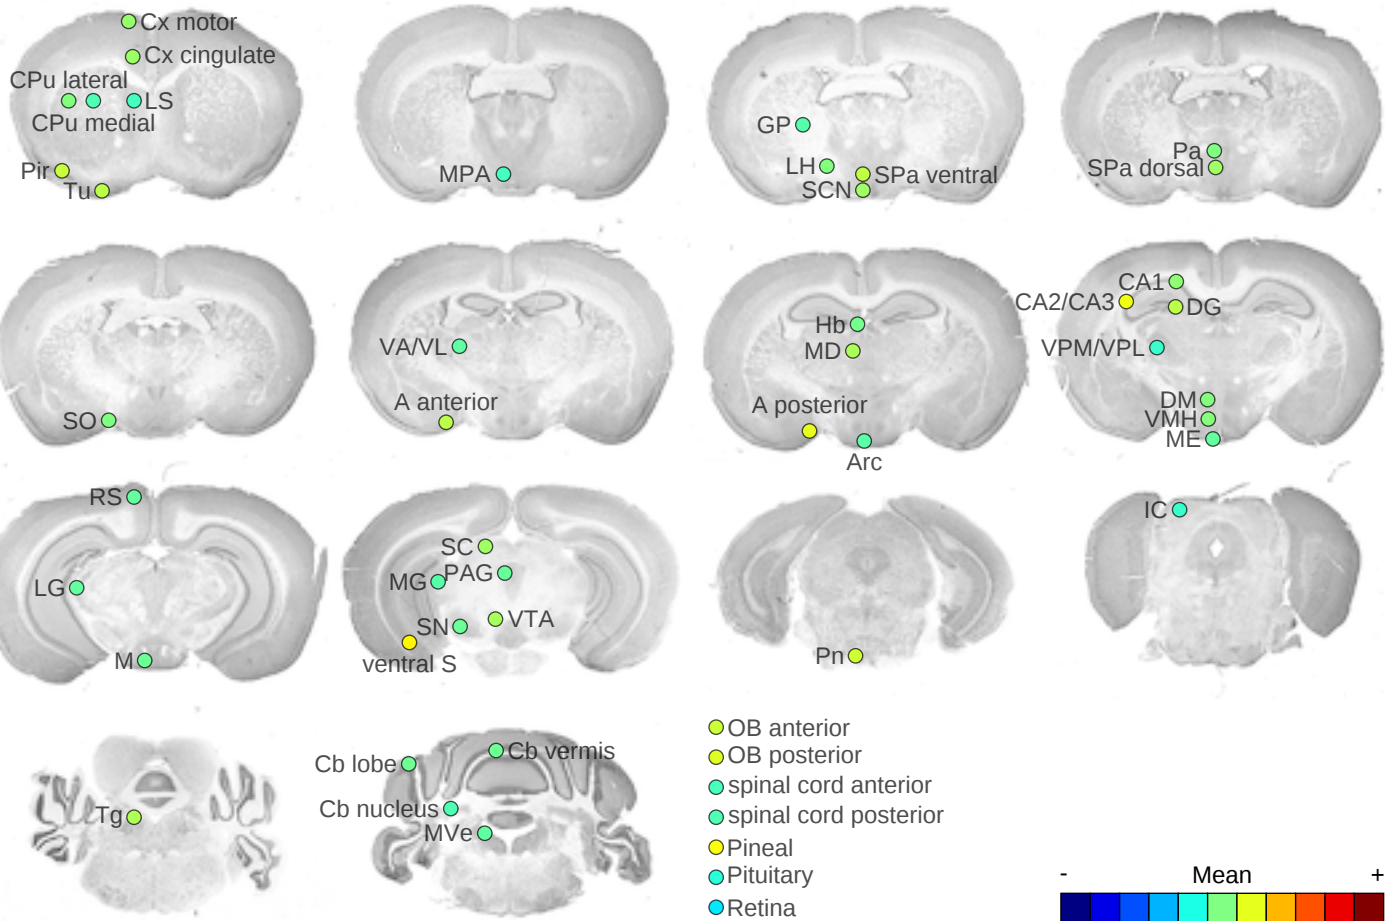 Cx motor
Cx cingulate
CPu lateral
LS
CPu medial
Pir
Tu
MPA
GP
LH
SPa ventral
SCN
Pa
SPa dorsal
SO
VA/VL
A anterior
Hb
MD
A posterior
Arc
CA1
CA2/CA3
DG
VPM/VPL
DM
VMH
ME
RS
LG
M
SC
PAG
MG
SN
VTA
ventral S
Pn
IC
Tg
Cb lobe
Cb vermis
Cb nucleus
MVe
OB anterior
OB posterior
spinal cord anterior
spinal cord posterior
Pineal
Pituitary
Retina
- Mean +